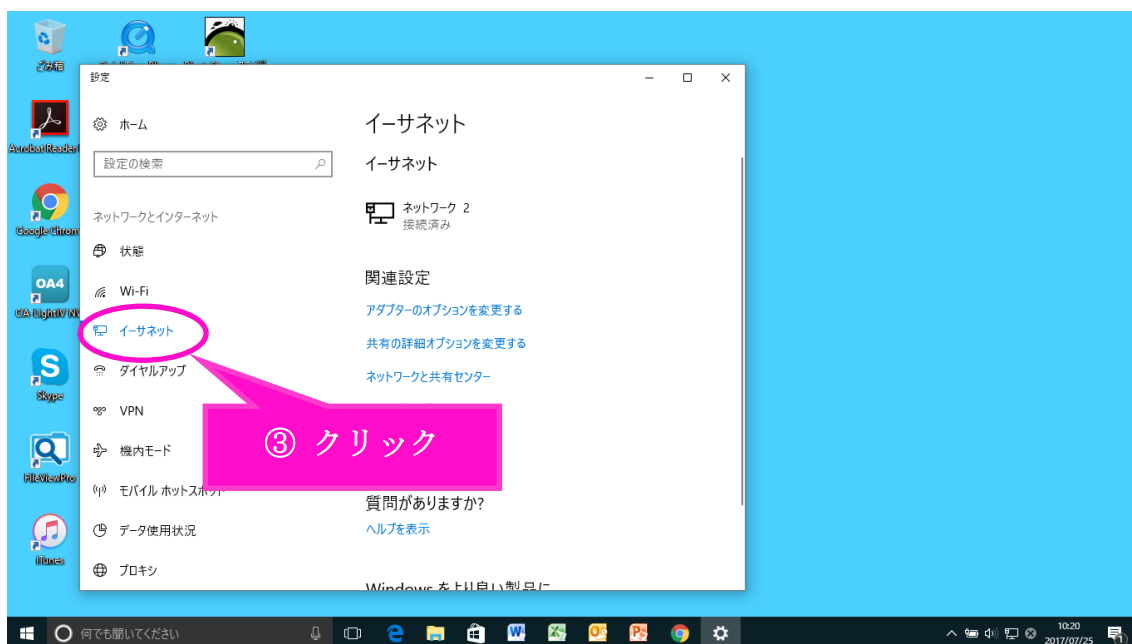 ごみ箱
Acrobat Reader
Google Chrom
OA4
OA-LightIV NW
S
Skype
FileViewPro
iTunes
設定
ホーム
設定の検索
ネットワークとインターネット
状態
Wi-Fi
イーサネット
ダイヤルアップ
VPN
機内モード
モバイル ホットスポット
データ使用状況
プロキシ
イーサネット
イーサネット
ネットワーク 2
接続済み
関連設定
アダプターのオプションを変更する
共有の詳細オプションを変更する
ネットワークと共有センター
③ クリック
質問がありますか?
ヘルプを表示
Windows をより良い製品に
何でも聞いてください
10:20
2017/07/25